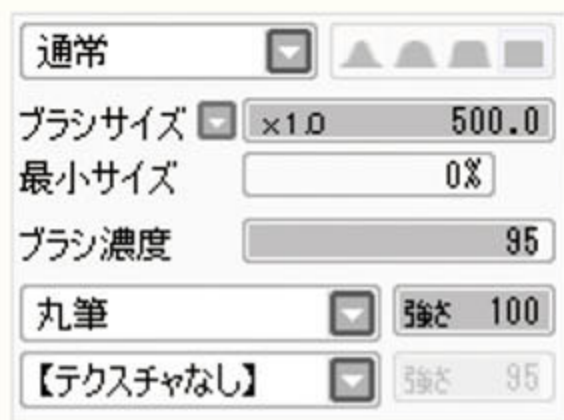 通常
ブラシサイズ ×1.0 500.0
最小サイズ 0%
ブラシ濃度 95
丸筆 強さ 100
【テクスチャなし】 強さ 95